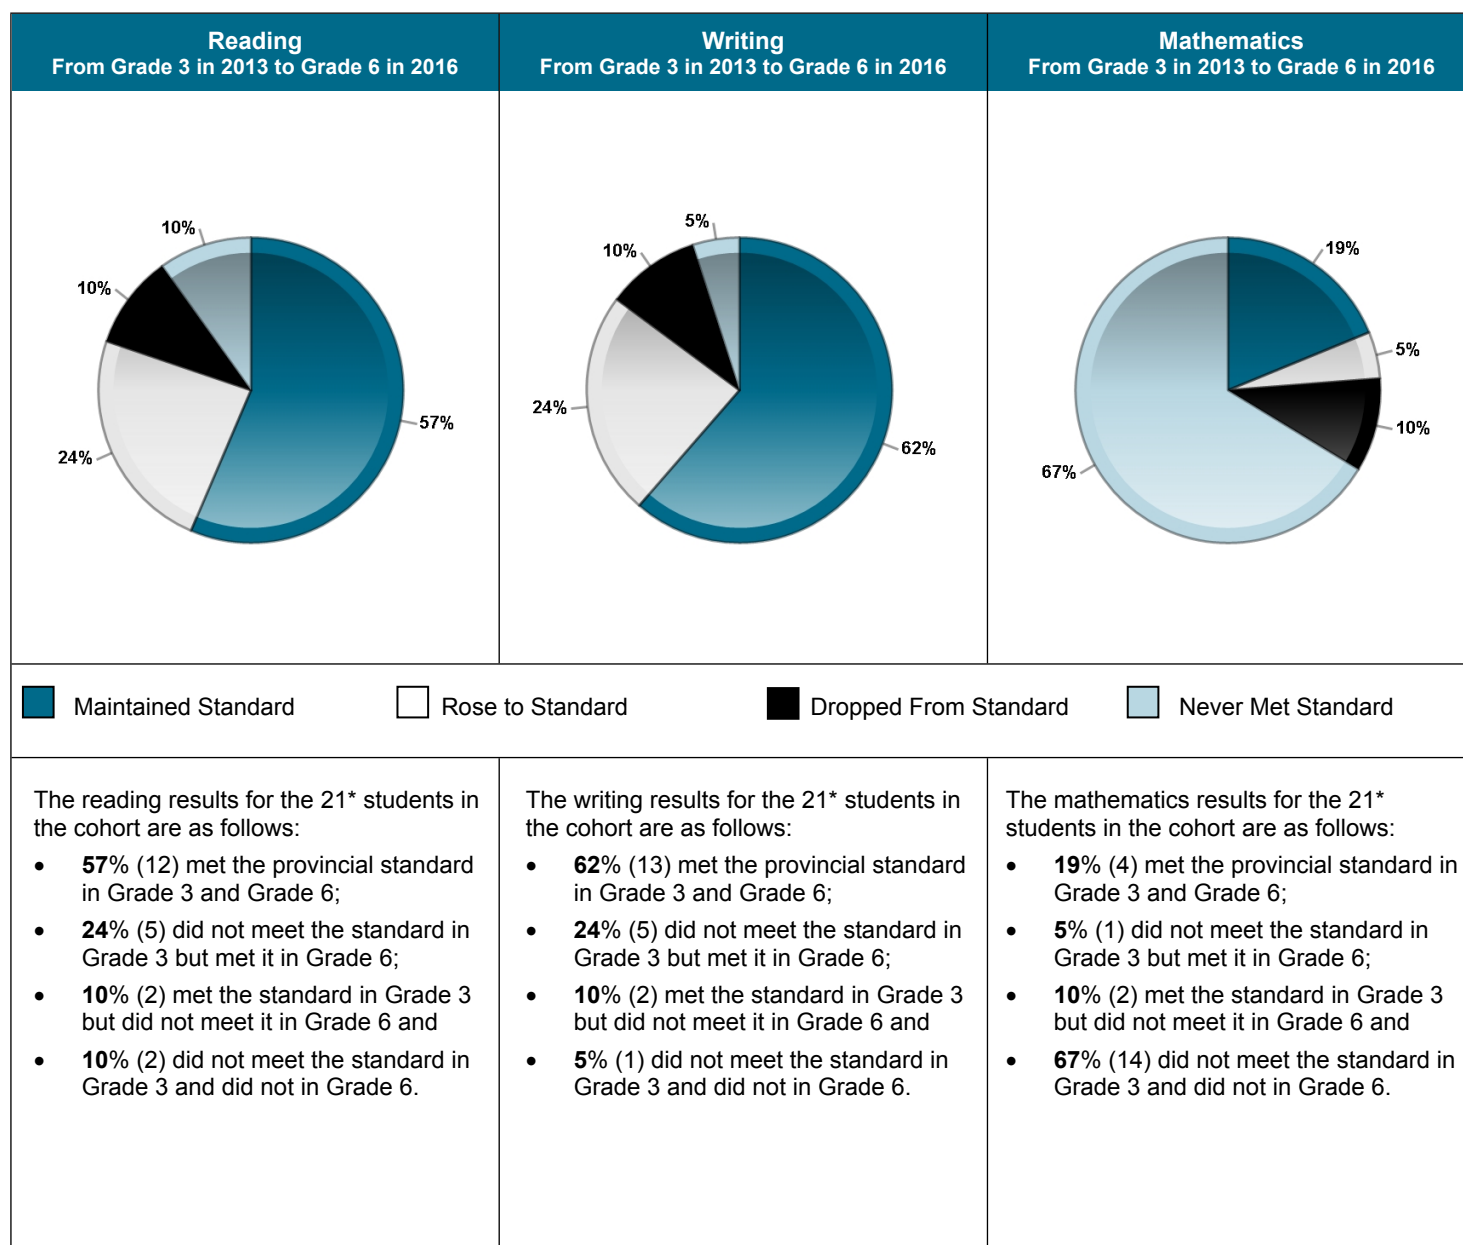 Reading
From Grade 3 in 2013 to Grade 6 in 2016
Writing
From Grade 3 in 2013 to Grade 6 in 2016
Mathematics
From Grade 3 in 2013 to Grade 6 in 2016
10%
10%
24%
57%
5%
10%
24%
62%
19%
5%
10%
67%
Maintained Standard
Rose to Standard
Dropped From Standard
Never Met Standard
The reading results for the 21* students in
the cohort are as follows:
• 57% (12) met the provincial standard
in Grade 3 and Grade 6;
• 24% (5) did not meet the standard in
Grade 3 but met it in Grade 6;
• 10% (2) met the standard in Grade 3
but did not meet it in Grade 6 and
• 10% (2) did not meet the standard in
Grade 3 and did not in Grade 6.
The writing results for the 21* students in
the cohort are as follows:
• 62% (13) met the provincial standard
in Grade 3 and Grade 6;
• 24% (5) did not meet the standard in
Grade 3 but met it in Grade 6;
• 10% (2) met the standard in Grade 3
but did not meet it in Grade 6 and
• 5% (1) did not meet the standard in
Grade 3 and did not in Grade 6.
The mathematics results for the 21*
students in the cohort are as follows:
• 19% (4) met the provincial standard in
Grade 3 and Grade 6;
• 5% (1) did not meet the standard in
Grade 3 but met it in Grade 6;
• 10% (2) met the standard in Grade 3
but did not meet it in Grade 6 and
• 67% (14) did not meet the standard in
Grade 3 and did not in Grade 6.